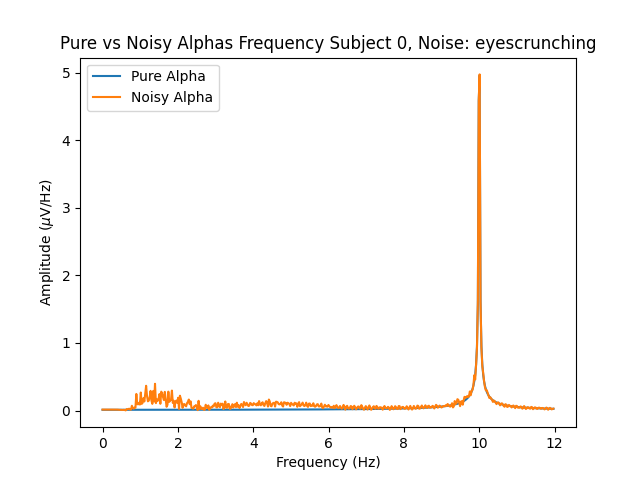 Pure vs Noisy Alphas Frequency Subject 0, Noise: eyescrunching
Pure Alpha
Noisy Alpha
5
4
3
2
1
0
Amplitude (μV/Hz)
0 2 4 6 8 10 12
Frequency (Hz)